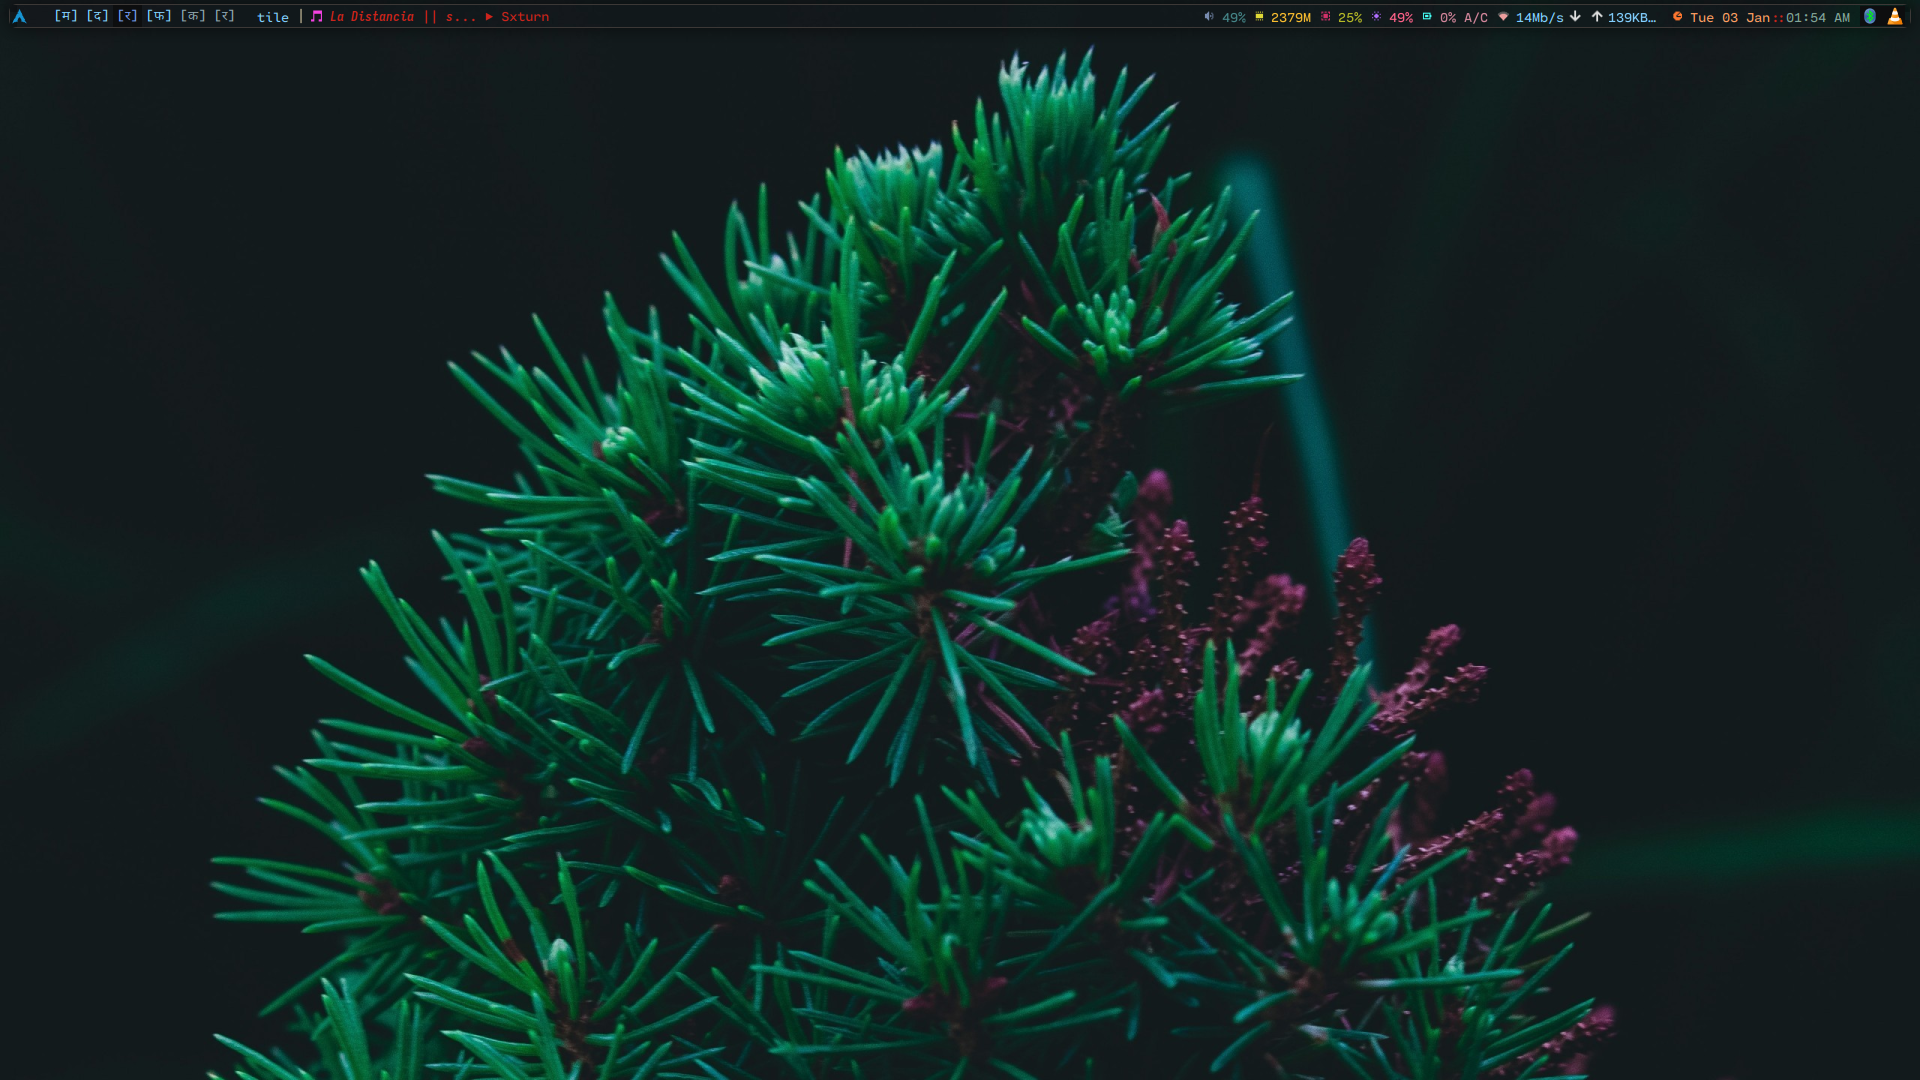 [म] [द] [र] [फ] [क] [र] tile | La Distancia || s... ▶ Sxturn 49% 2379M 25% 49% 0% A/C 14Mb/s ↓ ↑ 139KB… Tue 03 Jan::01:54 AM